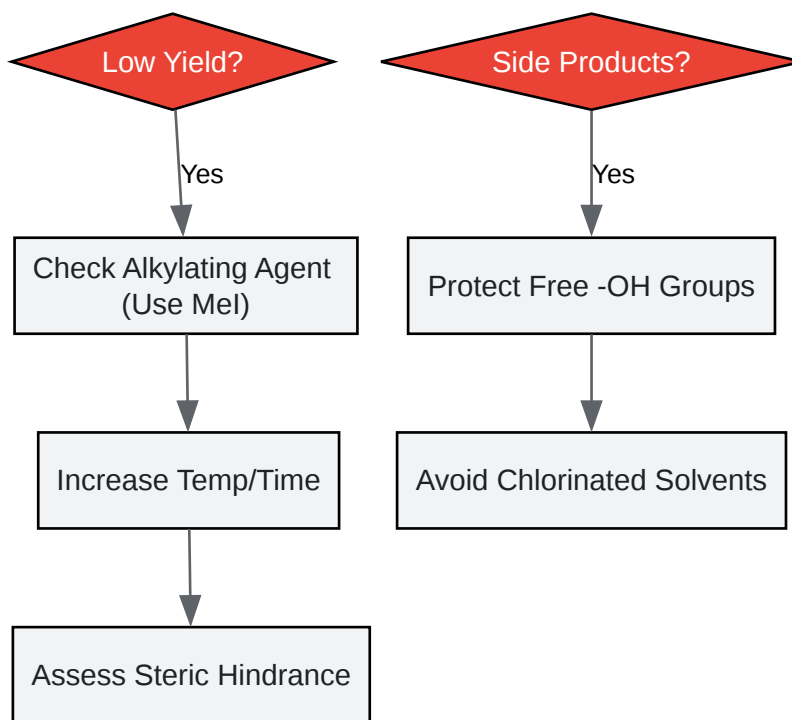 Low Yield?
Yes
Check Alkylating Agent
(Use MeI)
Increase Temp/Time
Assess Steric Hindrance
Side Products?
Yes
Protect Free -OH Groups
Avoid Chlorinated Solvents